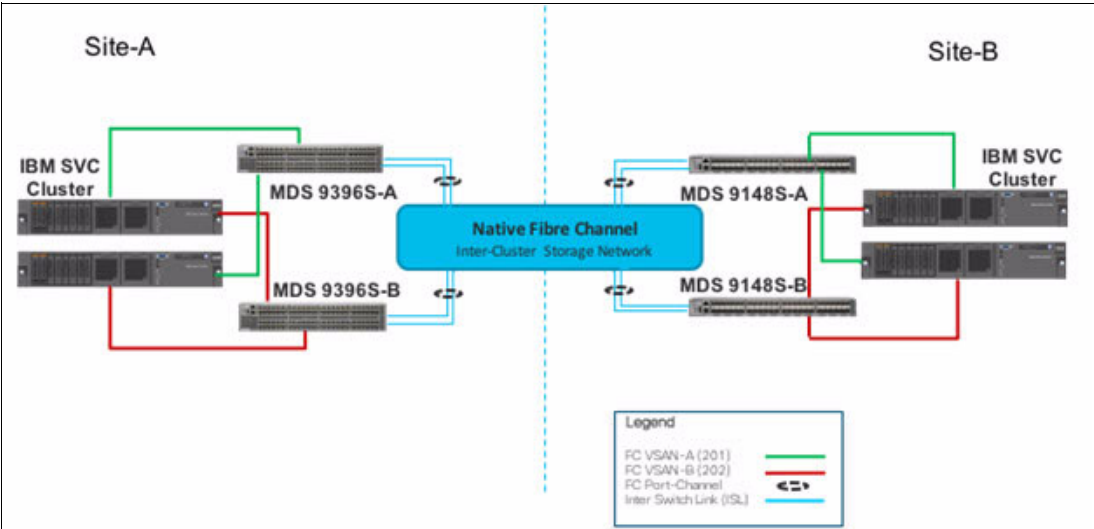 Site-A
Site-B
IBM SVC
Cluster
MDS 9396S-A
MDS 9148S-A
IBM SVC
Cluster
Native Fibre Channel
Inter-Cluster Storage Network
MDS 9396S-B
MDS 9148S-B
Legend
FC VSAN-A (201)
FC VSAN-B (202)
FC Port-Channel
Inter Switch Link (ISL)